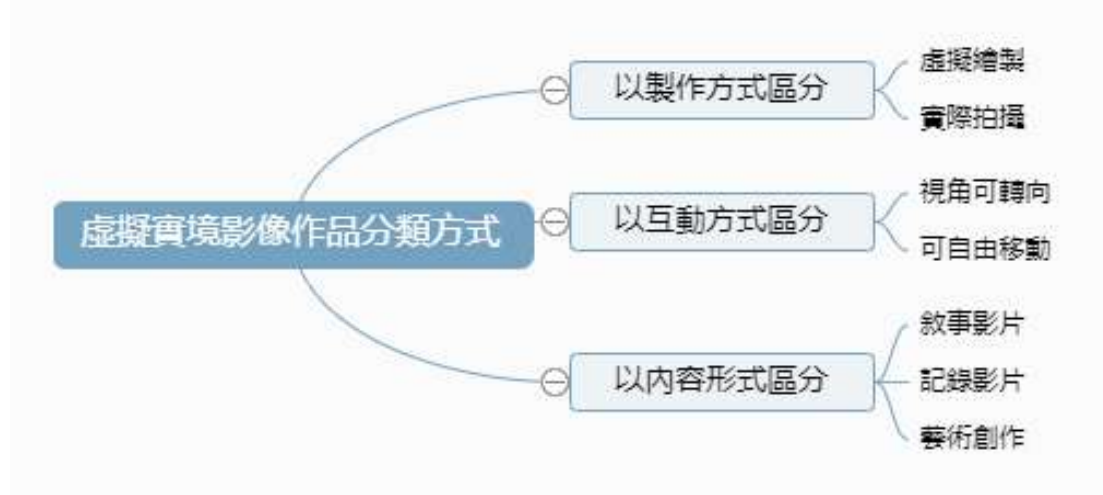 虛擬實境影像作品分類方式
以製作方式區分
虛擬繪製
實際拍攝
以互動方式區分
視角可轉向
可自由移動
以內容形式區分
敘事影片
記錄影片
藝術創作